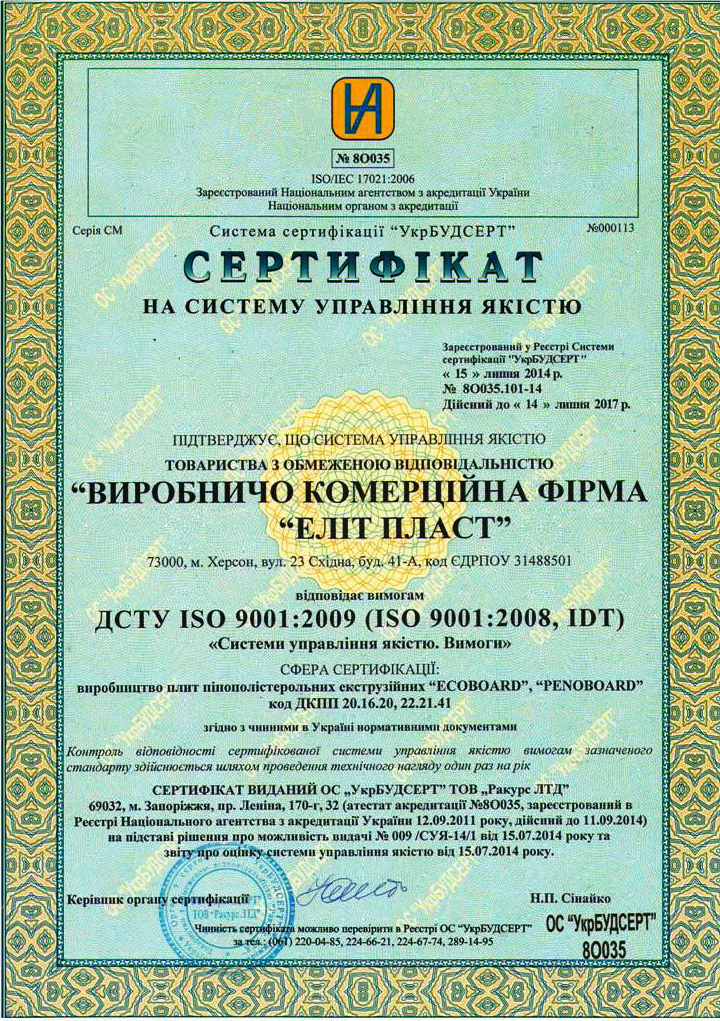 № 8О035
ISO/ІЕС 17021:2006
Зареєстрований Національним агентством з акредитації України
Національним органом з акредитації
Серія СМ
Система сертифікації “УкрБУДСЕРТ”
№000113
СЕРТИФІКАТ
НА СИСТЕМУ УПРАВЛІННЯ ЯКІСТЮ
Зареєстрований у Реєстрі Системи
сертифікації "УкрБУДСЕРТ"
« 15 » липня 2014 р.
№ 8О035.101-14
Дійсний до « 14 » липня 2017 р.
ПІДТВЕРДЖУЄ, ЩО СИСТЕМА УПРАВЛІННЯ ЯКІСТЮ
ТОВАРИСТВА З ОБМЕЖЕНОЮ ВІДПОВІДАЛЬНІСТЮ
“ВИРОБНИЧО КОМЕРЦІЙНА ФІРМА
“ЕЛІТ ПЛАСТ”
73000, м. Херсон, вул. 23 Східна, буд. 41-А, код ЄДРПОУ 31488501
відповідає вимогам
ДСТУ ISO 9001:2009 (ISO 9001:2008, IDT)
«Системи управління якістю. Вимоги»
СФЕРА СЕРТИФІКАЦІЇ:
виробництво плит пінополістерольних екструзійних “ECOBOARD”, “PENOBOARD”
код ДКПП 20.16.20, 22.21.41
згідно з чинними в Україні нормативними документами
Контроль відповідності сертифікованої системи управління якістю вимогам зазначеного
стандарту здійснюється шляхом проведення технічного нагляду один раз на рік
СЕРТИФІКАТ ВИДАНИЙ ОС „УкрБУДСЕРТ” ТОВ „Ракурс ЛТД”
69032, м. Запоріжжя, пр. Леніна, 170-г, 32 (атестат акредитації №8О035, зареєстрований в
Реєстрі Національного агентства з акредитації України 12.09.2011 року, дійсний до 11.09.2014)
на підставі рішення про можливість видачі № 009 /СУЯ-14/1 від 15.07.2014 року та
звіту про оцінку системи управління якістю від 15.07.2014 року.
Керівник органу сертифікації
Н.П. Сінайко
ТОВ "Ракурс ЛТД"
ОС “УкрБУДСЕРТ”
8О035
Чинність сертифіката можливо перевірити в Реєстрі ОС “УкрБУДСЕРТ”
за тел.: (061) 220-04-85, 224-66-21, 224-67-74, 289-14-95